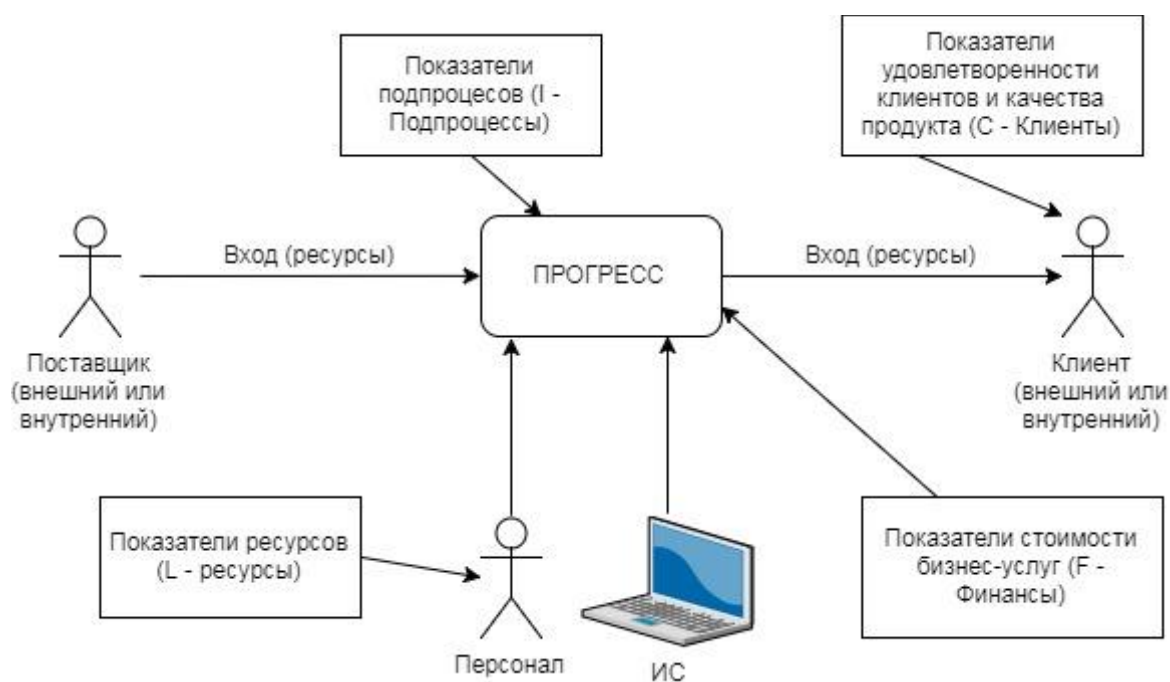 Показатели
подпроцесов (I -
Подпроцессы)
Показатели
удовлетворенности
клиентов и качества
продукта (С - Клиенты)
Вход (ресурсы)
ПРОГРЕСС
Вход (ресурсы)
Поставщик
(внешний или
внутренний)
Клиент
(внешний или
внутренний)
Показатели ресурсов
(L - ресурсы)
Показатели стоимости
бизнес-услуг (F -
Финансы)
Персонал
ИС